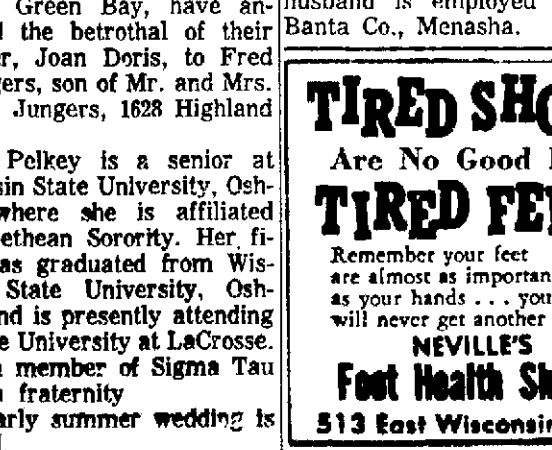 Green Bay, have an-
the betrothal of their
r, Joan Doris, to Fred
gers, son of Mr. and Mrs.
Jungers, 1628 Highland
Pelkey is a senior at
sin State University, Osh-
where she is affiliated
ethean Sorority. Her fi-
as graduated from Wis-
State University, Osh-
nd is presently attending
e University at LaCrosse.
member of Sigma Tau
fraternity
arly summer wedding is
husband is employed
Banta Co., Menasha.
TIRED SHO
Are No Good
TIRED FE
Remember your feet
are almost as importan
as your hands . . . you
will never get another
NEVILLE'S
Foot Health Sh
513 East Wisconsin